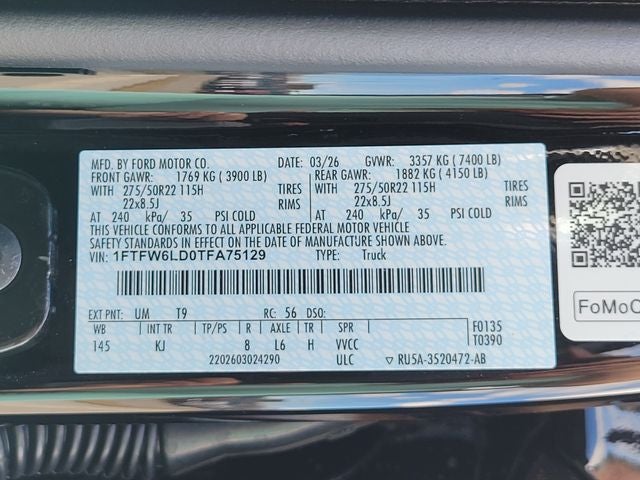 MFD. BY FORD MOTOR CO. DATE: 03/26 GVWR: 3357 KG ( 7400 LB)
FRONT GAWR: 1769 KG ( 3900 LB) REAR GAWR: 1882 KG ( 4150 LB)
WITH 275/50R22 115H TIRES WITH 275/50R22 115H TIRES
22x8.5J RIMS 22x8.5J RIMS
AT 240 kPa/ 35 PSI COLD AT 240 kPa/ 35 PSI COLD
THIS VEHICLE CONFORMS TO ALL APPLICABLE FEDERAL MOTOR VEHICLE
SAFETY STANDARDS IN EFFECT ON THE DATE OF MANUFACTURE SHOWN ABOVE.
VIN: 1FTFW6LD0TFA75129 TYPE: Truck
EXT PNT: UM T9 RC: 56 DSO:
WB INT TR TP/PS R AXLE TR SPR F0135
145 KJ 8 L6 H VVCC T0390
2202603024290 ULC ▽ RU5A-3520472-AB
FoMoC